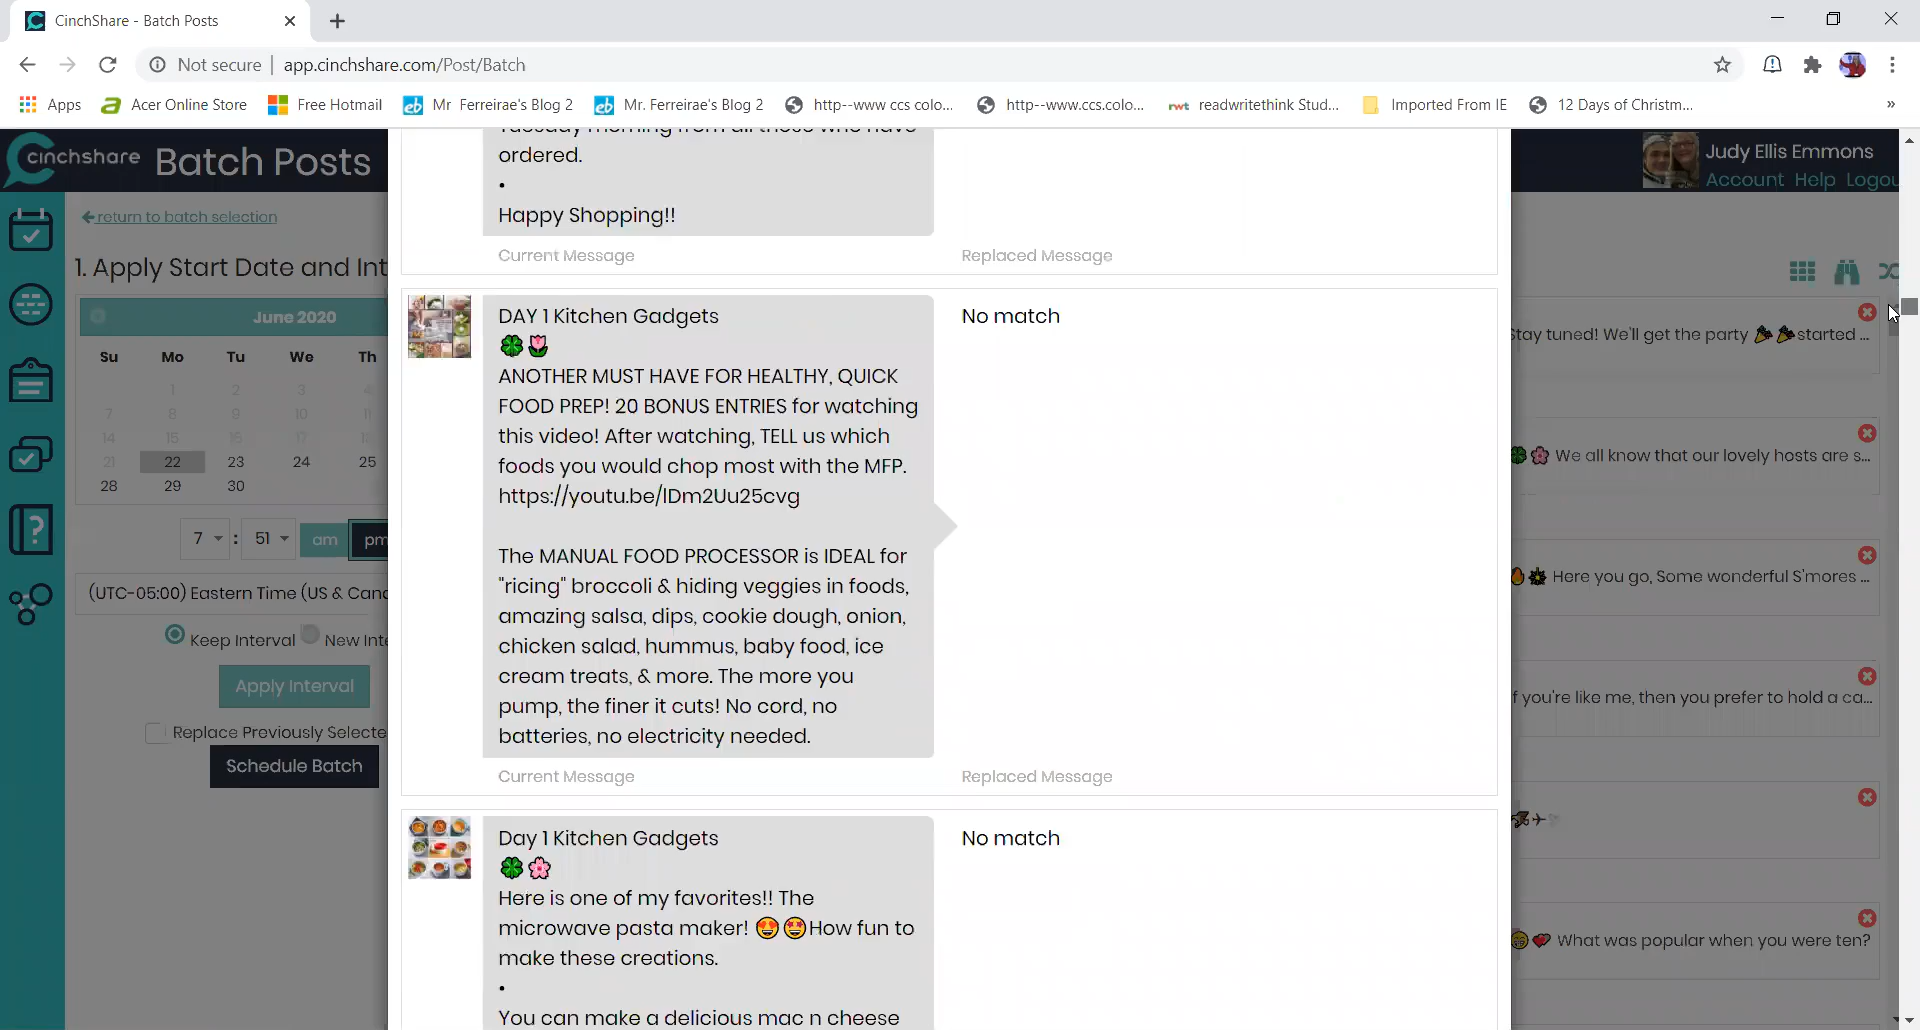 CinchShare - Batch Posts
Not secure | app.cinchshare.com/Post/Batch
Apps Acer Online Store Free Hotmail Mr Ferreirae's Blog 2 Mr. Ferreirae's Blog 2 http--www ccs colo... http--www.ccs.colo... rwt readwritethink Stud... Imported From IE 12 Days of Christm... »
cinchshare Batch Posts
Judy Ellis Emmons
Account Help Logou
return to batch selection
1. Apply Start Date and Int
June 2020
Su Mo Tu We Th
1 2 3 4
7 8 9 10 11
14 15 16 17 18
21 22 23 24 25
28 29 30
7 : 51 am pm
(UTC-05:00) Eastern Time (US & Cana
Keep Interval New Inte
Apply Interval
Replace Previously Selecte
Schedule Batch
Tuesday morning from all those who have
ordered.
•
Happy Shopping!!
Current Message Replaced Message
DAY 1 Kitchen Gadgets
🍀🌷
ANOTHER MUST HAVE FOR HEALTHY, QUICK
FOOD PREP! 20 BONUS ENTRIES for watching
this video! After watching, TELL us which
foods you would chop most with the MFP.
https://youtu.be/lDm2Uu25cvg
The MANUAL FOOD PROCESSOR is IDEAL for
"ricing" broccoli & hiding veggies in foods,
amazing salsa, dips, cookie dough, onion,
chicken salad, hummus, baby food, ice
cream treats, & more. The more you
pump, the finer it cuts! No cord, no
batteries, no electricity needed.
No match
Current Message Replaced Message
Day 1 Kitchen Gadgets
🍀🌸
Here is one of my favorites!! The
microwave pasta maker! 😍🤩How fun to
make these creations.
•
You can make a delicious mac n cheese
No match
Stay tuned! We'll get the party 🎉🎉started ...
🍀🌸 We all know that our lovely hosts are s...
Here you go, Some wonderful S'mores ...
f you're like me, then you prefer to hold a ca...
What was popular when you were ten?